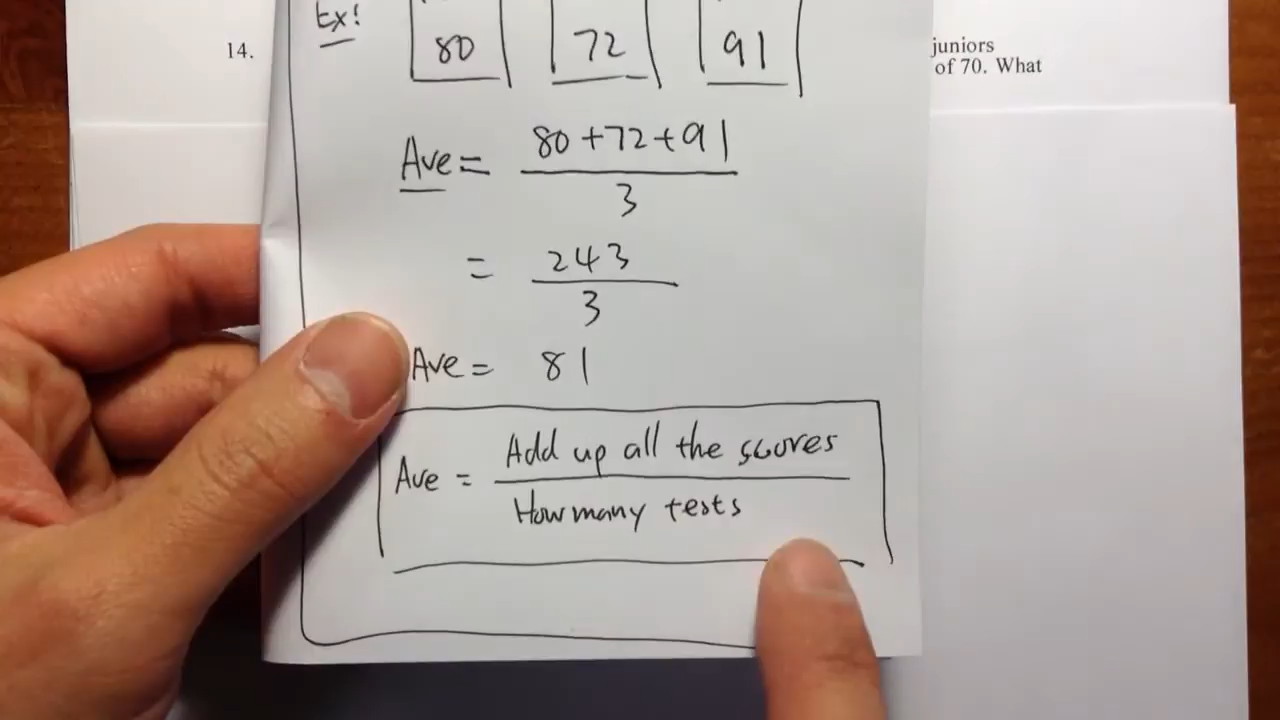 Ex!
80 72 91
14.
juniors
of 70. What
Ave = 80+72+91
3
= 243
3
Ave = 81
Ave = Add up all the scores
How many tests